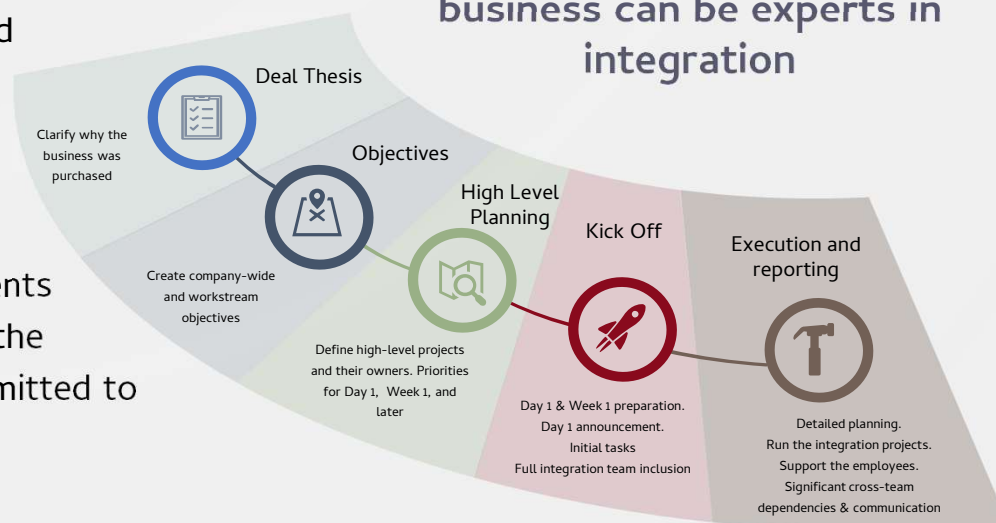 business can be experts in
integration
the
to
Deal Thesis
Clarify why the
business was
purchased
Objectives
Create company-wide
and workstream
objectives
High Level
Planning
Define high-level projects
and their owners. Priorities
for Day 1, Week 1, and
later
Kick Off
Day 1 & Week 1 preparation.
Day 1 announcement.
Initial tasks
Full integration team inclusion
Execution and
reporting
Detailed planning.
Run the integration projects.
Support the employees.
Significant cross-team
dependencies & communication